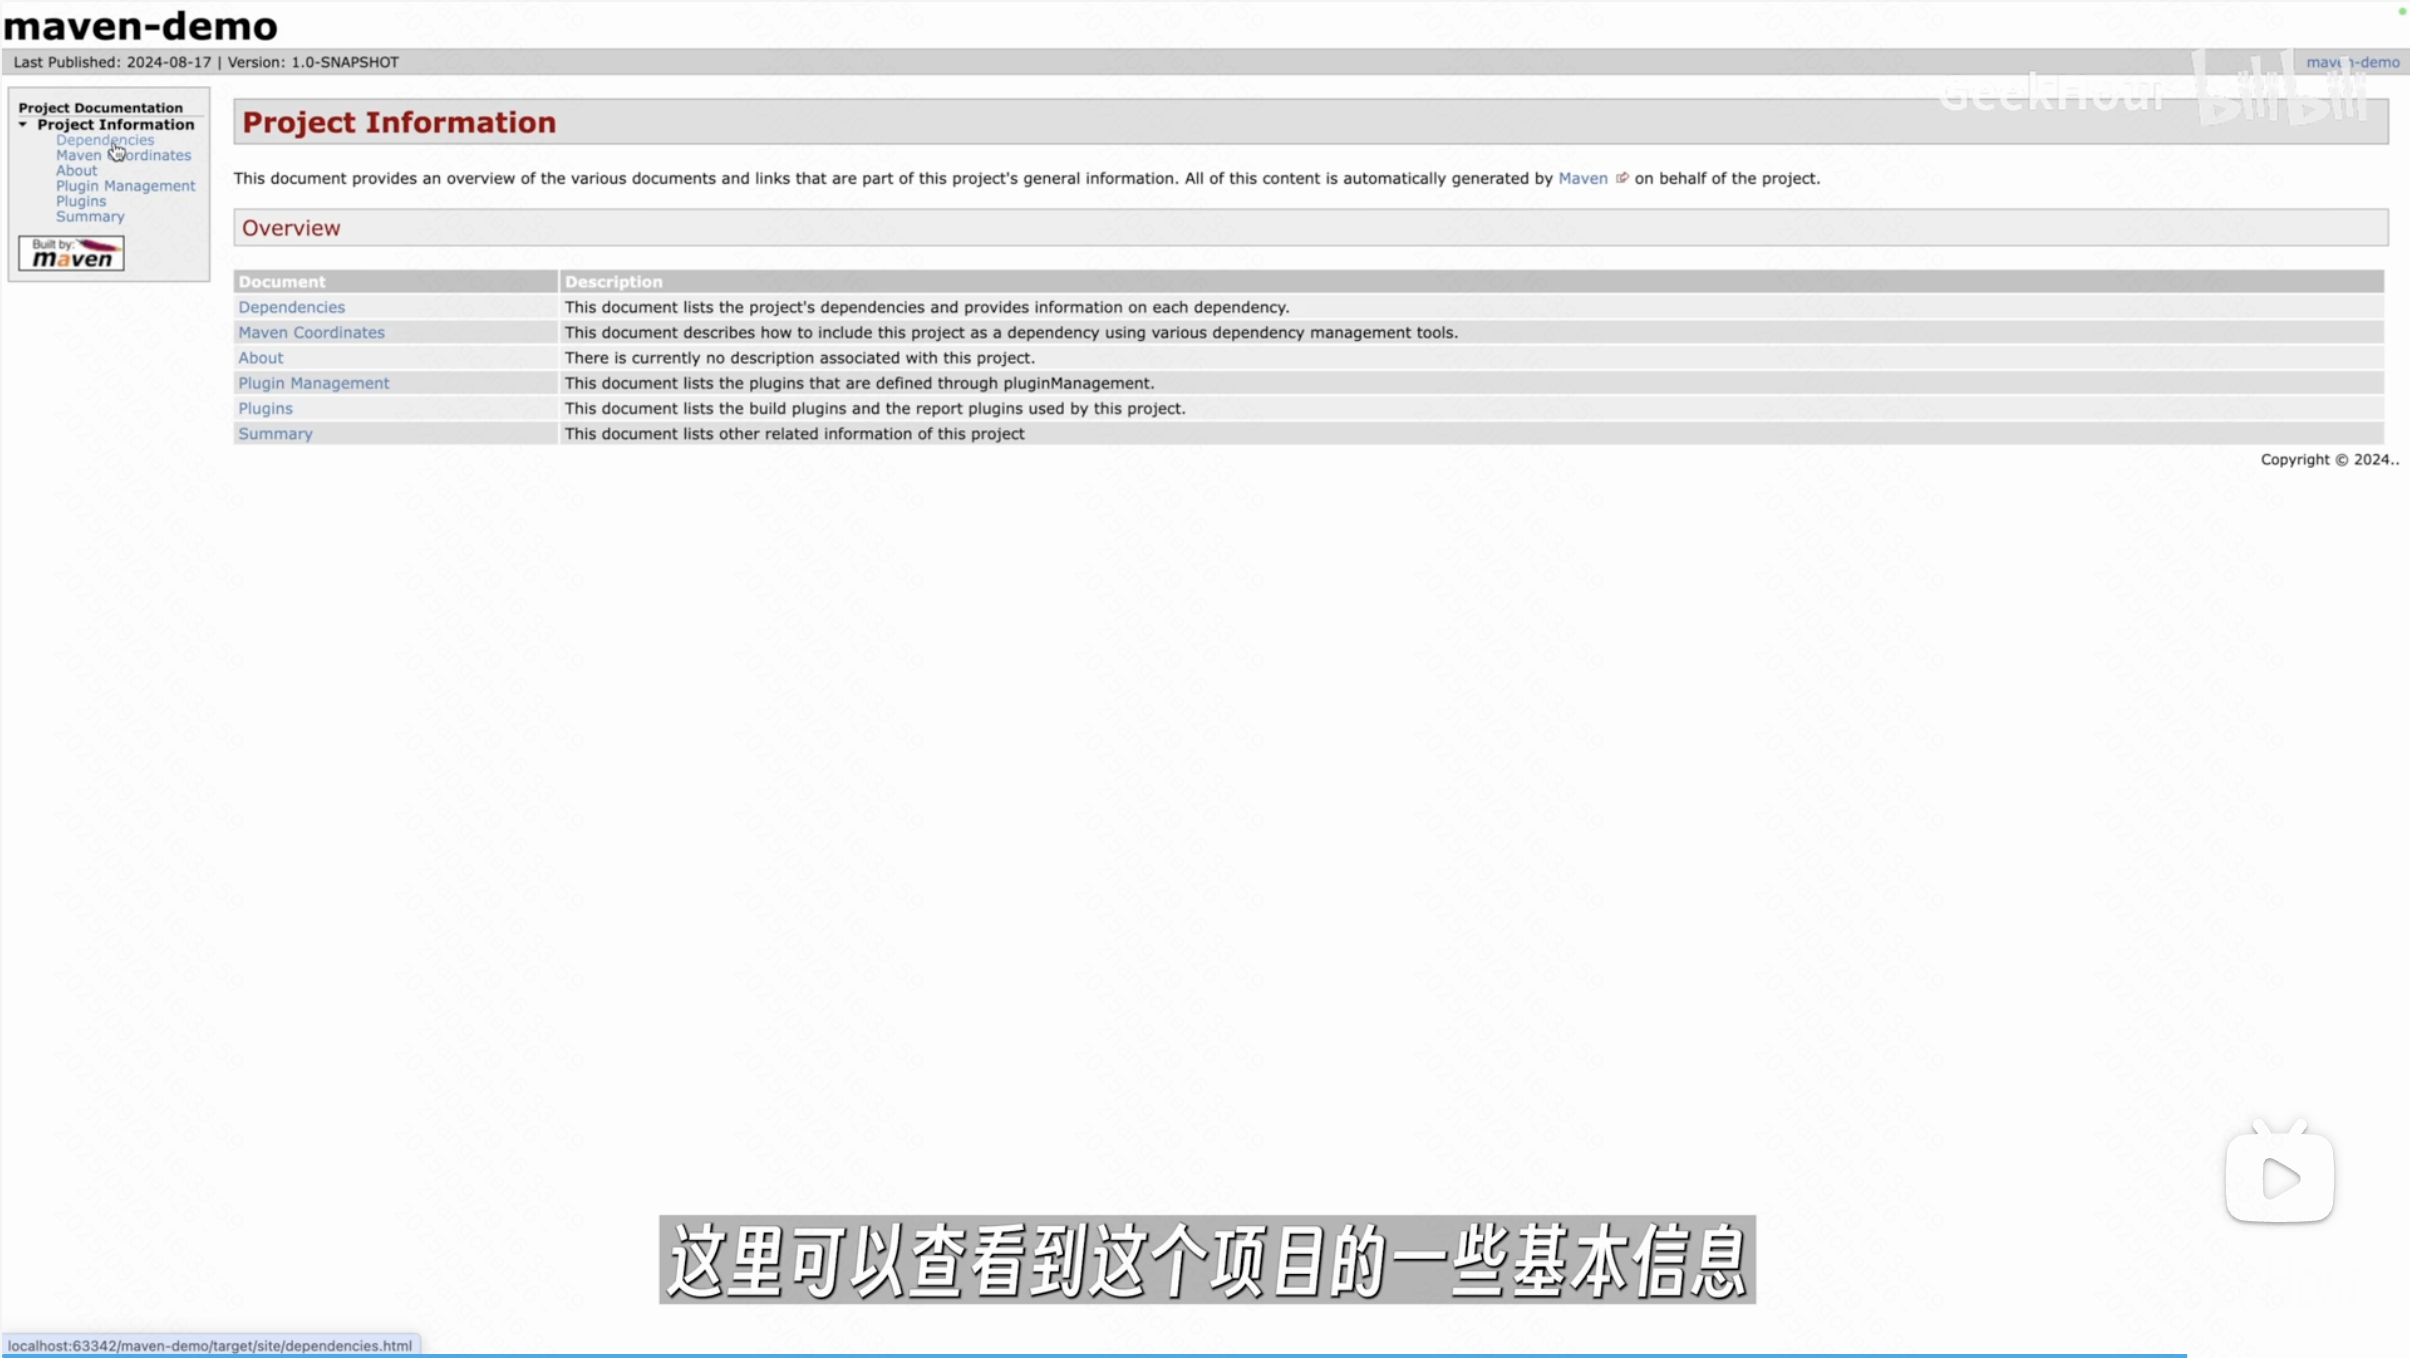 maven-demo
Last Published: 2024-08-17 | Version: 1.0-SNAPSHOT
maven-demo
GeekHour
bilibili
Project Documentation
Project Information
Dependencies
Maven Coordinates
About
Plugin Management
Plugins
Summary
Built by:
maven
Project Information
This document provides an overview of the various documents and links that are part of this project's general information. All of this content is automatically generated by Maven on behalf of the project.
Overview
Document Description
Dependencies This document lists the project's dependencies and provides information on each dependency.
Maven Coordinates This document describes how to include this project as a dependency using various dependency management tools.
About There is currently no description associated with this project.
Plugin Management This document lists the plugins that are defined through pluginManagement.
Plugins This document lists the build plugins and the report plugins used by this project.
Summary This document lists other related information of this project
Copyright © 2024..
这里可以查看到这个项目的一些基本信息
localhost:63342/maven-demo/target/site/dependencies.html